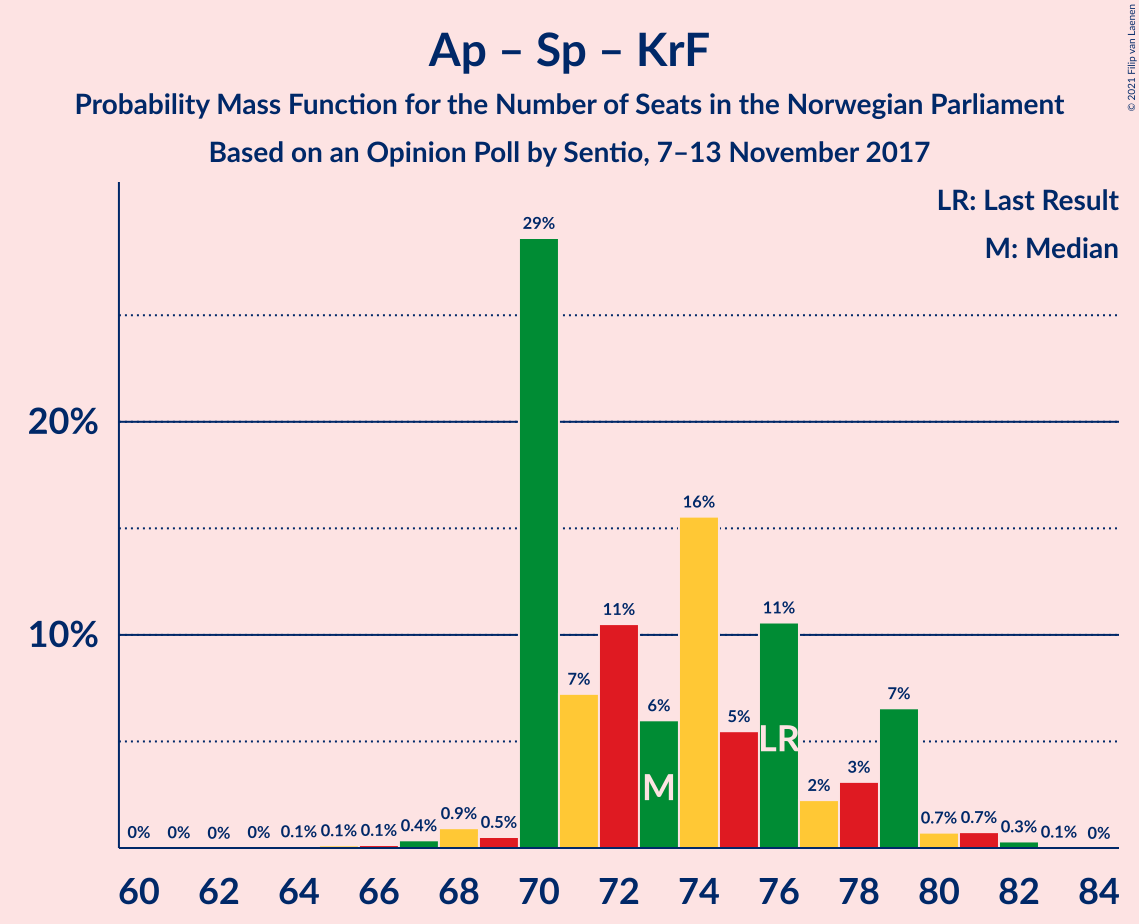 Ap – Sp – KrF
Probability Mass Function for the Number of Seats in the Norwegian Parliament
Based on an Opinion Poll by Sentio, 7–13 November 2017
© 2021 Filip van Laenen
LR: Last Result
M: Median
20%
10%
0% 0% 0% 0% 0.1% 0.1% 0.1% 0.4% 0.9% 0.5% 29% 7% 11% 6% 16% 5% 11% 2% 3% 7% 0.7% 0.7% 0.3% 0.1% 0%
M
LR
60 62 64 66 68 70 72 74 76 78 80 82 84